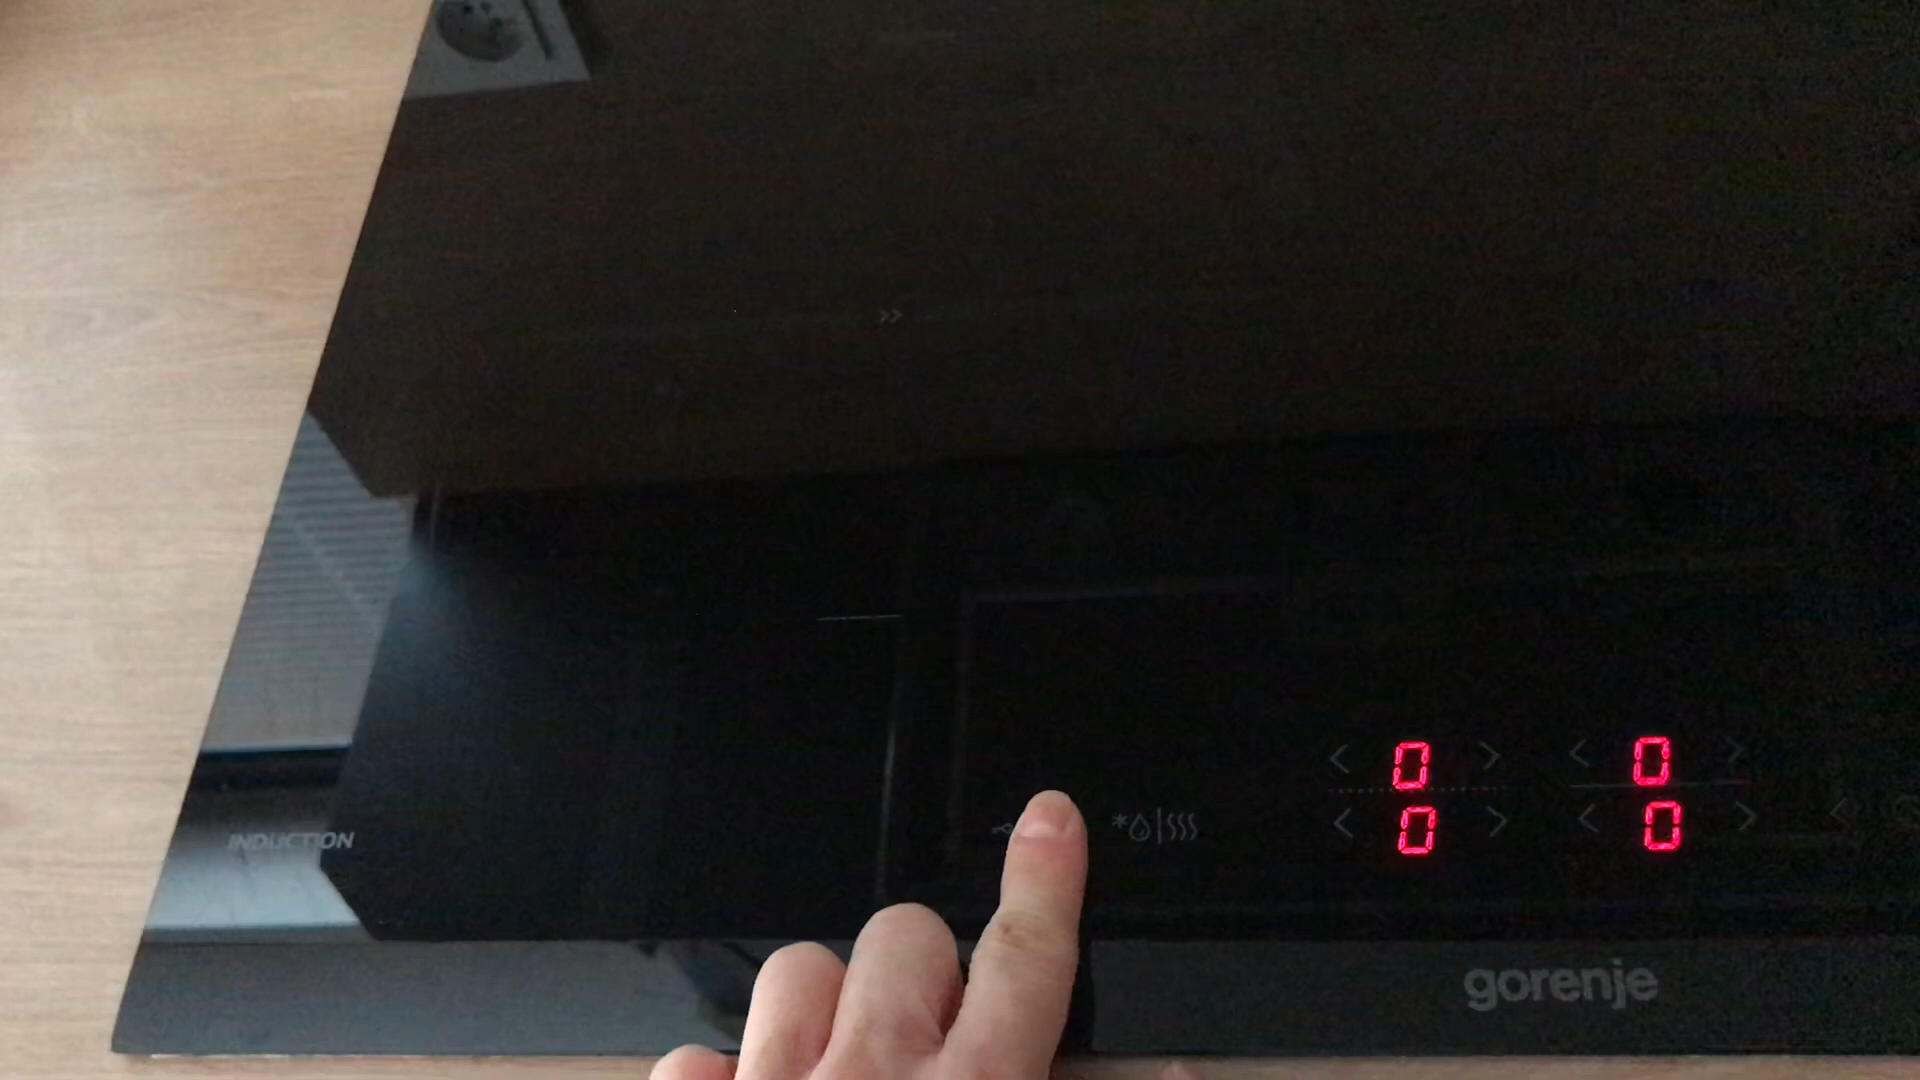 »
< 0 > < 0 >
< 0 > < 0 > <
INDUCTION
gorenje